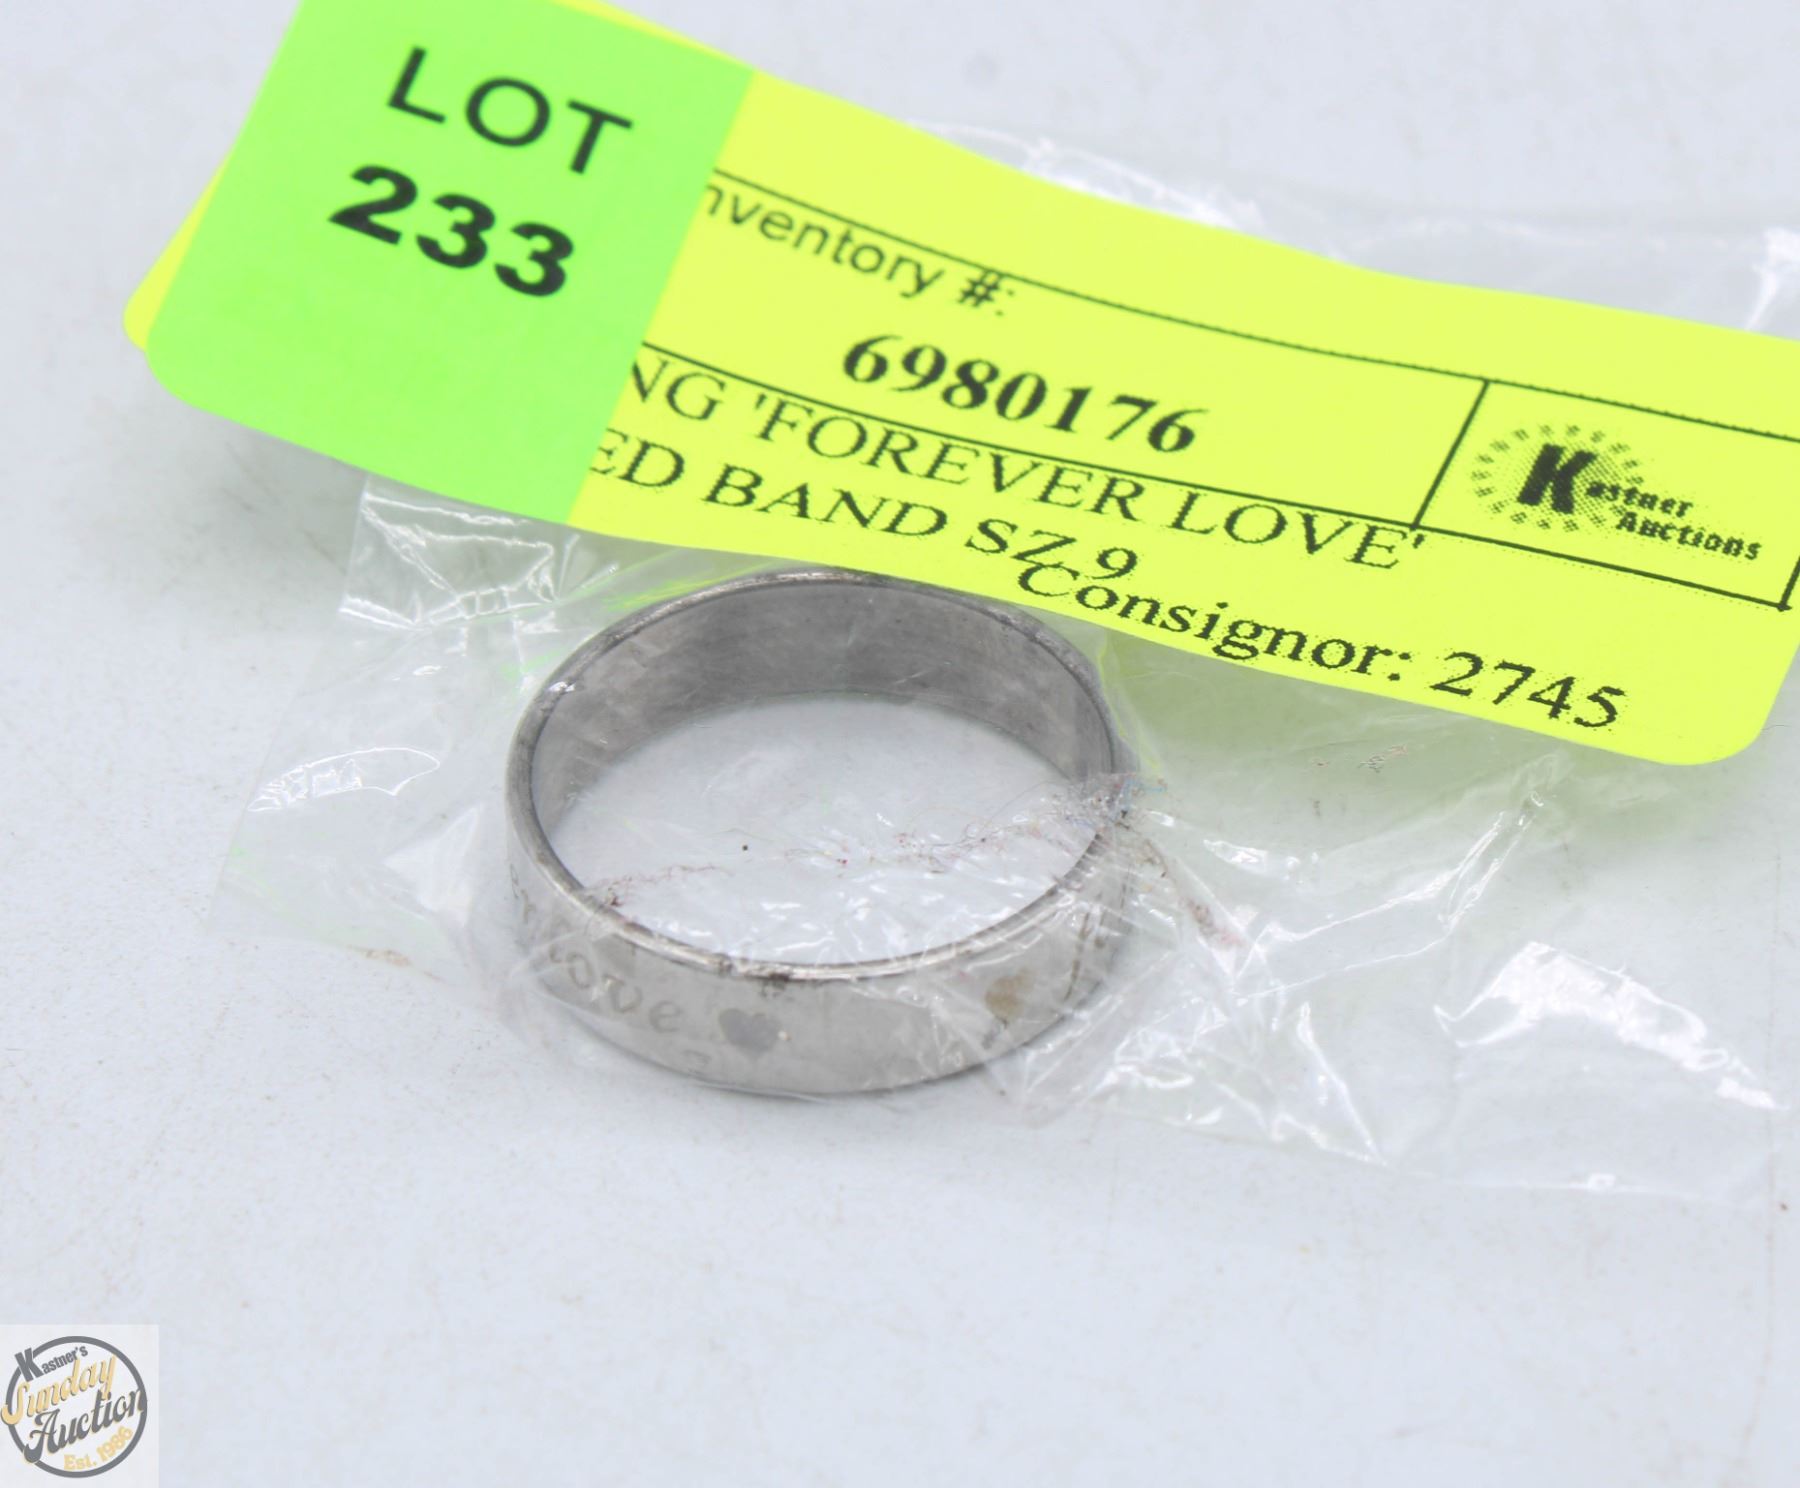 LOT
233
nventory #:
6980176
NG 'FOREVER LOVE'
ED BAND SZ 9
Consignor: 2745
Kastner
Auctions
love
Kastner's
Sunday
Auction
Est. 1986